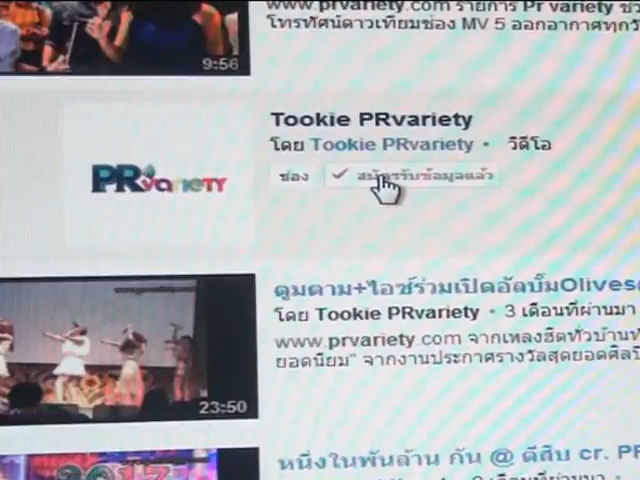 www.prvariety.com รายการ Pr variety
โทรทัศน์ดาวเทียมช่อง MV 5 ออกอากาศทุกวั
9:56
Tookie PRvariety
โดย Tookie PRvariety • วิดีโอ
PRvarieTY
ช่อง ✓ สมัครรับข้อมูลแล้ว
ตูมตาม+ไอซ์ร่วมเปิดอัลบั๊มOlives
โดย Tookie PRvariety • 3 เดือนที่ผ่านมา
www.prvariety.com จากเพลงฮิตทั่วบ้านท
ยอดนิยม" จากงานประกาศรางวัลสุดยอดศิลปิ
23:50
หนึ่งในพันล้าน กัน @ ดีสิบ cr. PR
2017